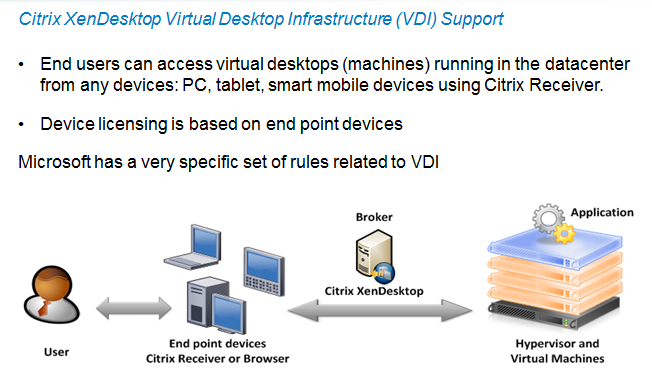 Citrix XenDesktop Virtual Desktop Infrastructure (VDI) Support
• End users can access virtual desktops (machines) running in the datacenter
from any devices: PC, tablet, smart mobile devices using Citrix Receiver.
• Device licensing is based on end point devices
Microsoft has a very specific set of rules related to VDI
Broker
Application
Citrix XenDesktop
User
End point devices
Citrix Receiver or Browser
Hypervisor and
Virtual Machines